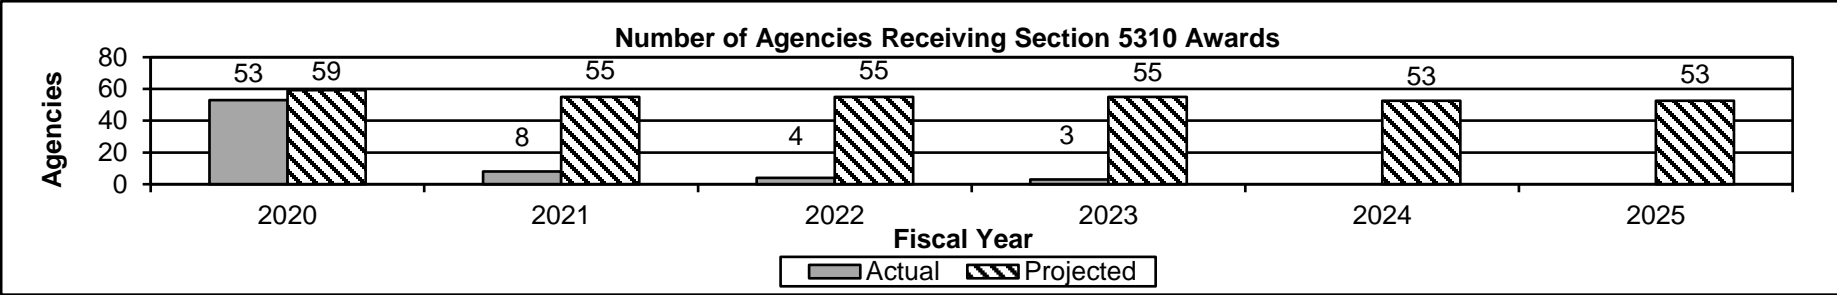 Number of Agencies Receiving Section 5310 Awards
Agencies
80
60
40
20
0
53 59 55 55 55 53 53
8 4 3
2020 2021 2022 2023 2024 2025
Fiscal Year
Actual Projected